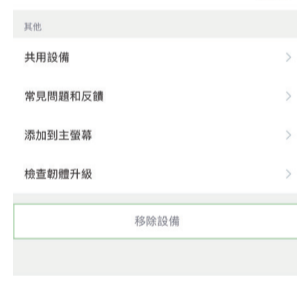 其他
共用設備
常見問題和反饋
添加到主螢幕
檢查韌體升級
移除設備